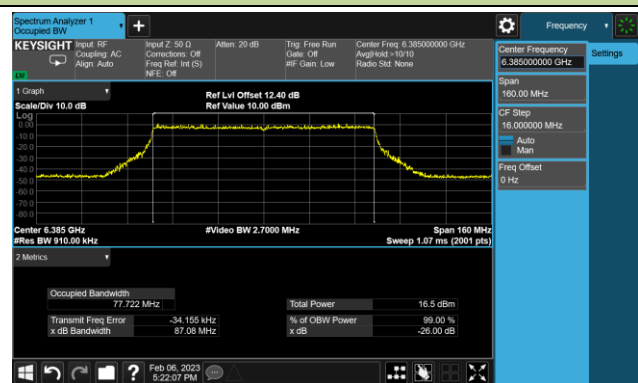 Spectrum Analyzer 1
Occupied BW
+
Frequency
KEYSIGHT
Input: RF
Coupling: AC
Align: Auto
Input Z: 50 Ω
Corrections: Off
Freq Ref: Int (S)
NFE: Off
Atten: 20 dB
Trig: Free Run
Gate: Off
#IF Gain: Low
Center Freq: 6.385000000 GHz
Avg|Hold:>10/10
Radio Std: None
LW
Center Frequency
6.385000000 GHz
Settings
Span
160.00 MHz
CF Step
16.000000 MHz
Auto
Man
Freq Offset
0 Hz
1 Graph
Scale/Div 10.0 dB
Ref Lvl Offset 12.40 dB
Ref Value 10.00 dBm
Log
0.00
-10.0
-20.0
-30.0
-40.0
-50.0
-60.0
-70.0
-80.0
Center 6.385 GHz
#Res BW 910.00 kHz
#Video BW 2.7000 MHz
Span 160 MHz
Sweep 1.07 ms (2001 pts)
2 Metrics
Occupied Bandwidth
77.722 MHz
Total Power 16.5 dBm
Transmit Freq Error -34.155 kHz
% of OBW Power 99.00 %
x dB Bandwidth 87.08 MHz
x dB -26.00 dB
?
Feb 06, 2023
5:22:07 PM